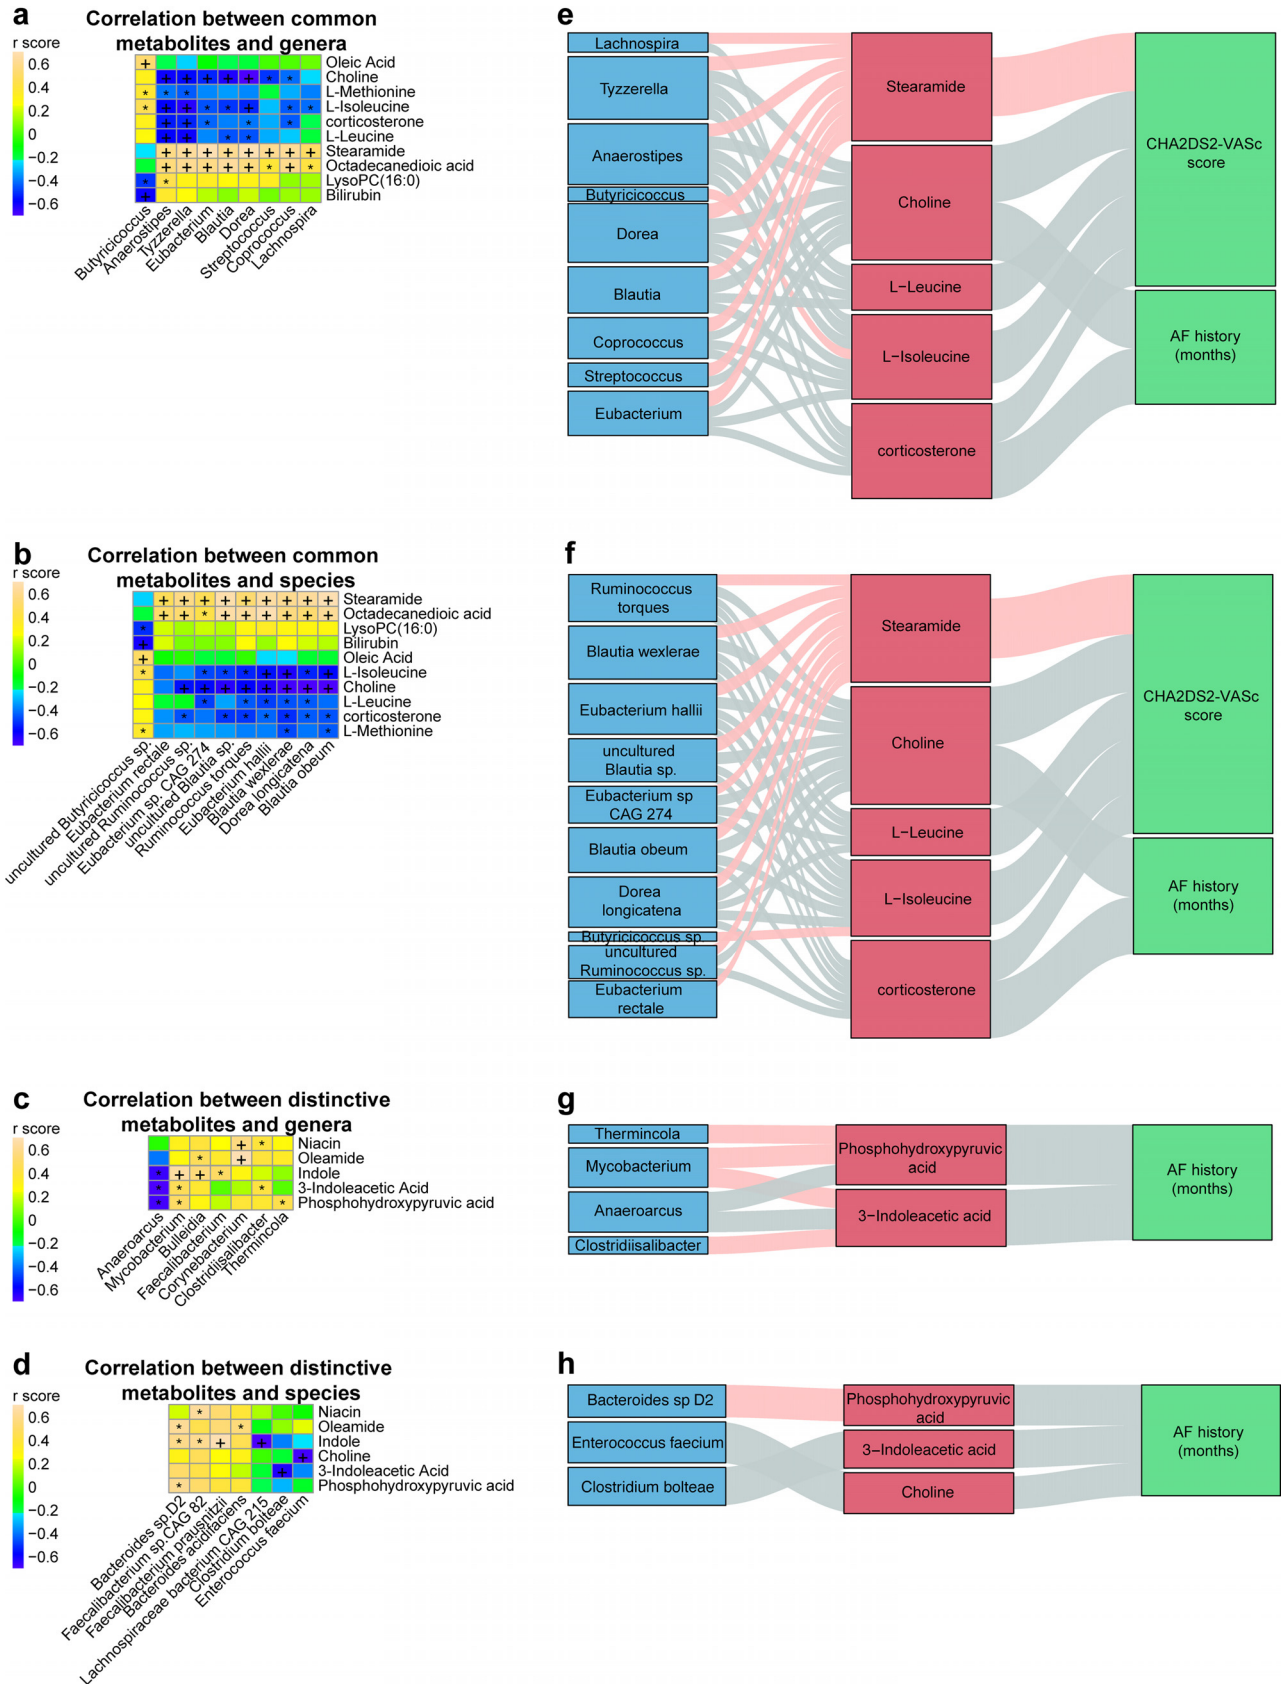 a
Correlation between common
metabolites and genera
r score
0.6
0.4
0.2
0
−0.2
−0.4
−0.6
Oleic Acid
Choline
L-Methionine
L-Isoleucine
corticosterone
L-Leucine
Stearamide
Octadecanedioic acid
LysoPC(16:0)
Bilirubin
Butyricicoccus
Anaerostipes
Tyzzerella
Eubacterium
Blautia
Dorea
Streptococcus
Coprococcus
Lachnospira
e
Lachnospira
Tyzzerella
Anaerostipes
Butyricicoccus
Dorea
Blautia
Coprococcus
Streptococcus
Eubacterium
Stearamide
Choline
L−Leucine
L−Isoleucine
corticosterone
CHA2DS2-VASc
score
AF history
(months)
b
Correlation between common
metabolites and species
r score
0.6
0.4
0.2
0
−0.2
−0.4
−0.6
Stearamide
Octadecanedioic acid
LysoPC(16:0)
Bilirubin
Oleic Acid
L-Isoleucine
Choline
L-Leucine
corticosterone
L-Methionine
uncultured Butyricicoccus sp.
Eubacterium rectale
uncultured Ruminococcus sp.
Eubacterium sp. CAG 274
uncultured Blautia sp.
Ruminococcus torques
Eubacterium hallii
Blautia wexlerae
Dorea longicatena
Blautia obeum
f
Ruminococcus
torques
Blautia wexlerae
Eubacterium hallii
uncultured
Blautia sp.
Eubacterium sp
CAG 274
Blautia obeum
Dorea
longicatena
Butyricicoccus sp.
uncultured
Ruminococcus sp.
Eubacterium
rectale
Stearamide
Choline
L−Leucine
L−Isoleucine
corticosterone
CHA2DS2-VASc
score
AF history
(months)
c
Correlation between distinctive
metabolites and genera
r score
0.6
0.4
0.2
0
−0.2
−0.4
−0.6
Niacin
Oleamide
Indole
3-Indoleacetic Acid
Phosphohydroxypyruvic acid
Anaeroarcus
Mycobacterium
Bulleidia
Faecalibacterium
Corynebacterium
Clostridiisalibacter
Thermincola
g
Thermincola
Mycobacterium
Anaeroarcus
Clostridiisalibacter
Phosphohydroxypyruvic
acid
3−Indoleacetic acid
AF history
(months)
d
Correlation between distinctive
metabolites and species
r score
0.6
0.4
0.2
0
−0.2
−0.4
−0.6
Niacin
Oleamide
Indole
Choline
3-Indoleacetic Acid
Phosphohydroxypyruvic acid
Bacteroides sp.D2
Faecalibacterium sp.CAG 82
Faecalibacterium prausnitzii
Bacteroides acidifaciens
Lachnospiraceae bacterium CAG 215
Clostridium bolteae
Enterococcus faecium
h
Bacteroides sp D2
Enterococcus faecium
Clostridium bolteae
Phosphohydroxypyruvic
acid
3−Indoleacetic acid
Choline
AF history
(months)